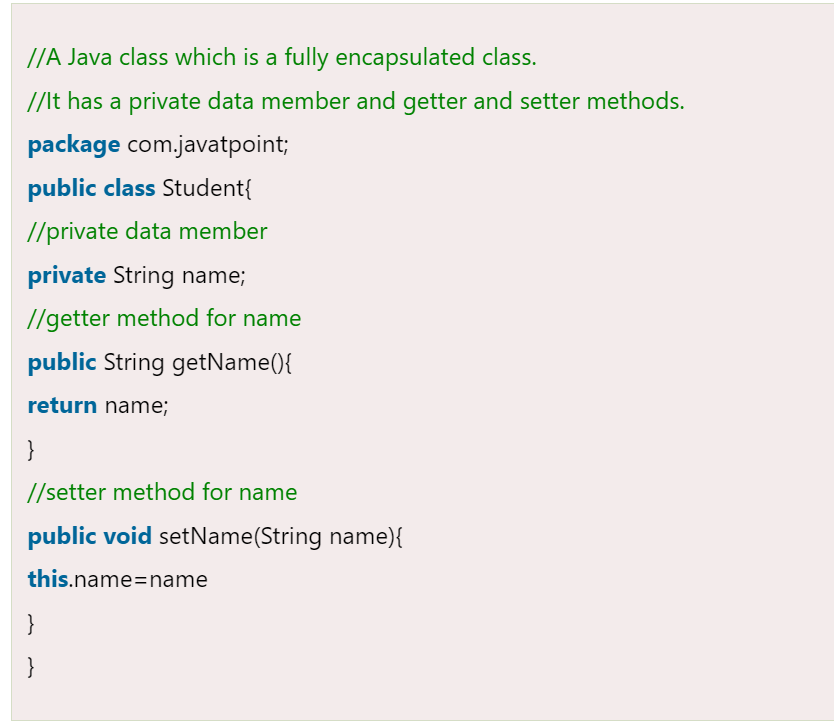 //A Java class which is a fully encapsulated class.
//It has a private data member and getter and setter methods.
package com.javatpoint;
public class Student{
//private data member
private String name;
//getter method for name
public String getName(){
return name;
}
//setter method for name
public void setName(String name){
this.name=name
}
}